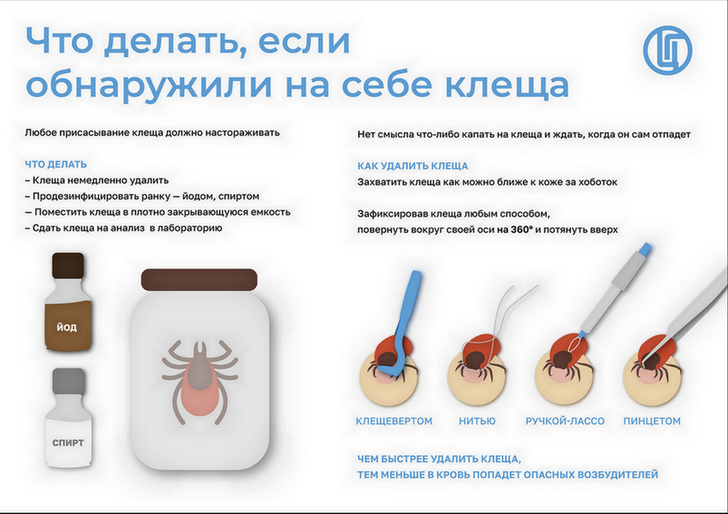 Что делать, если
обнаружили на себе клеща
Любое присасывание клеща должно настораживать
ЧТО ДЕЛАТЬ
– Клеща немедленно удалить
– Продезинфицировать ранку — йодом, спиртом
— Поместить клеща в плотно закрывающуюся емкость
– Сдать клеща на анализ в лабораторию
ЙОД
СПИРТ
Нет смысла что-либо капать на клеща и ждать, когда он сам отпадет
КАК УДАЛИТЬ КЛЕЩА
Захватить клеща как можно ближе к коже за хоботок
Зафиксировав клеща любым способом,
повернуть вокруг своей оси на 360° и потянуть вверх
КЛЕЩЕВЕРТОМ
НИТЬЮ
РУЧКОЙ-ЛАССО
ПИНЦЕТОМ
ЧЕМ БЫСТРЕЕ УДАЛИТЬ КЛЕЩА,
ТЕМ МЕНЬШЕ В КРОВЬ ПОПАДЕТ ОПАСНЫХ ВОЗБУДИТЕЛЕЙ